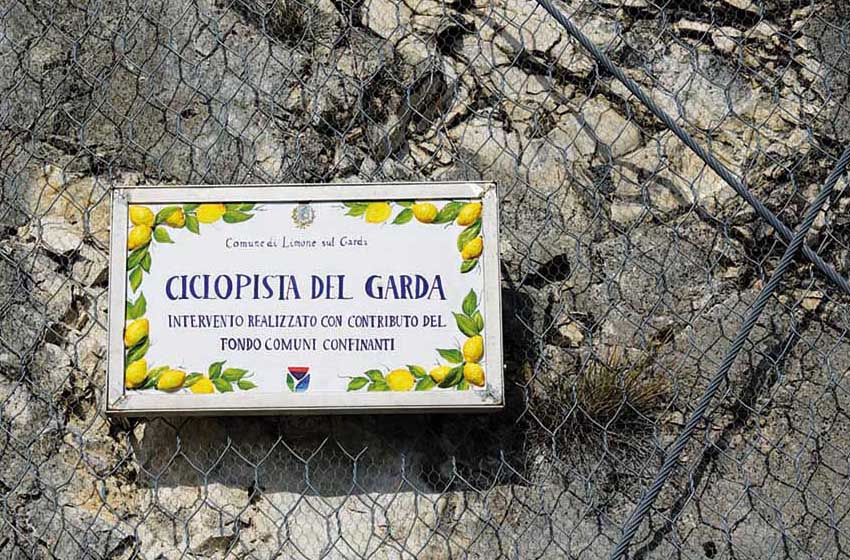 Comune di Limone sul Garda
CICLOPISTA DEL GARDA
INTERVENTO REALIZZATO CON CONTRIBUTO DEL
FONDO COMUNI CONFINANTI